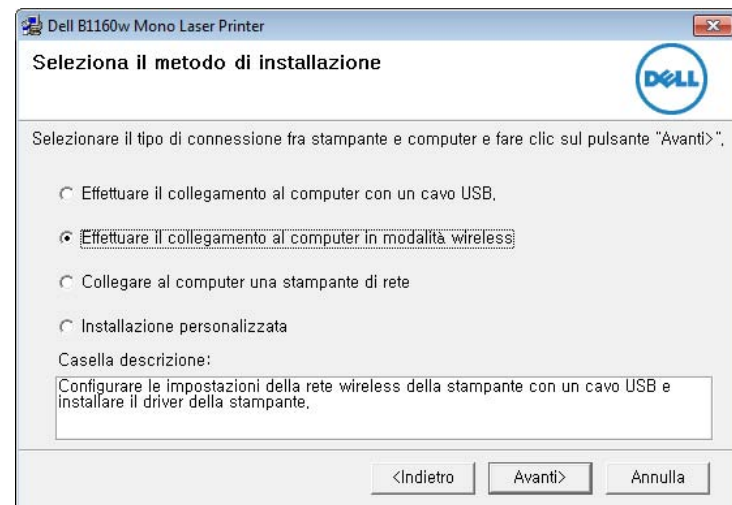 Dell B1160w Mono Laser Printer
Seleziona il metodo di installazione
DELL
Selezionare il tipo di connessione fra stampante e computer e fare clic sul pulsante "Avanti>".
Effettuare il collegamento al computer con un cavo USB.
Effettuare il collegamento al computer in modalità wireless
Collegare al computer una stampante di rete
Installazione personalizzata
Casella descrizione:
Configurare le impostazioni della rete wireless della stampante con un cavo USB e
installare il driver della stampante.
<Indietro
Avanti>
Annulla